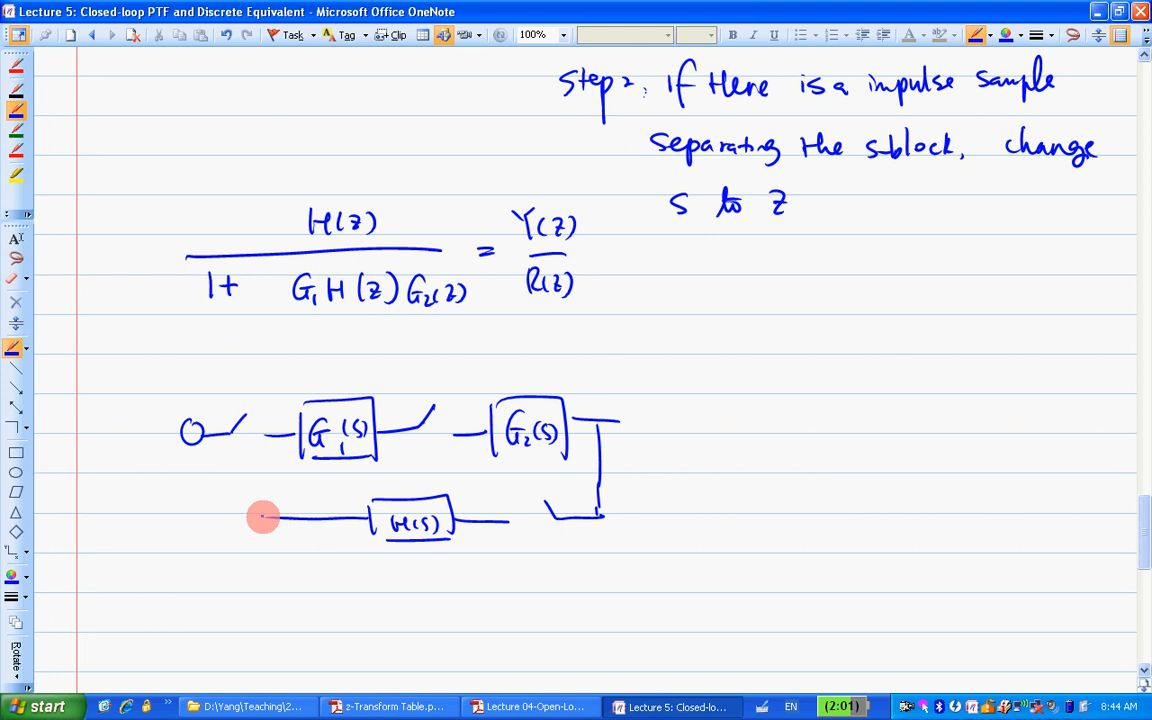 Lecture 5: Closed-loop PTF and Discrete Equivalent - Microsoft Office OneNote
Task Tag Clip 100% B I U
step 2: if there is a impulse sample
separating the s-block, change
s to z
H(z) / 1+ G₁H(z)G₂(z) = Y(z) / R(z)
G₁(s) G₂(s)
H(s)
A
Rotate
start D:\Yang\Teaching\2... z-Transform Table.p... Lecture 04-Open-Lo... Lecture 5: Closed-lo... EN (2:01) 8:44 AM